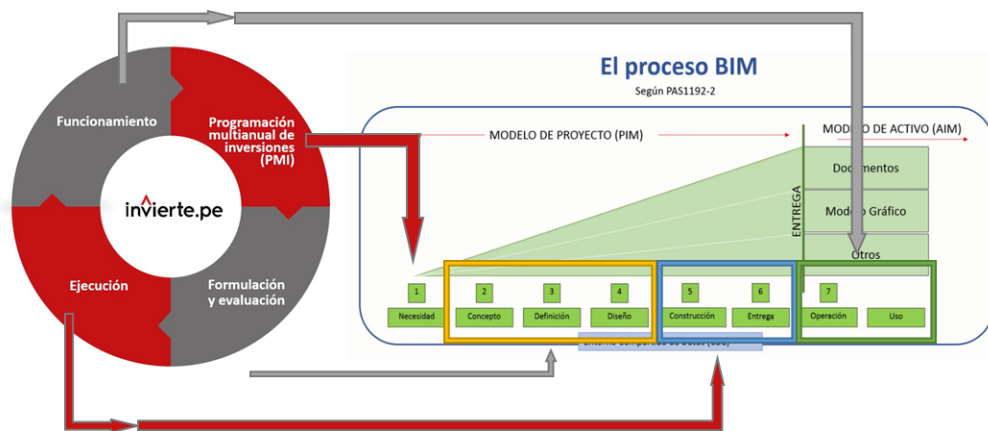 Funcionamiento
Programación
multianual de
inversiones
(PMI)
invierte.pe
Ejecución
Formulación
y evaluación
El proceso BIM
Según PAS1192-2
MODELO DE PROYECTO (PIM)
MODELO DE ACTIVO (AIM)
ENTREGA
Documentos
Modelo Gráfico
Otros
1
2
3
4
5
6
7
Necesidad
Concepto
Definición
Diseño
Construcción
Entrega
Operación
Uso